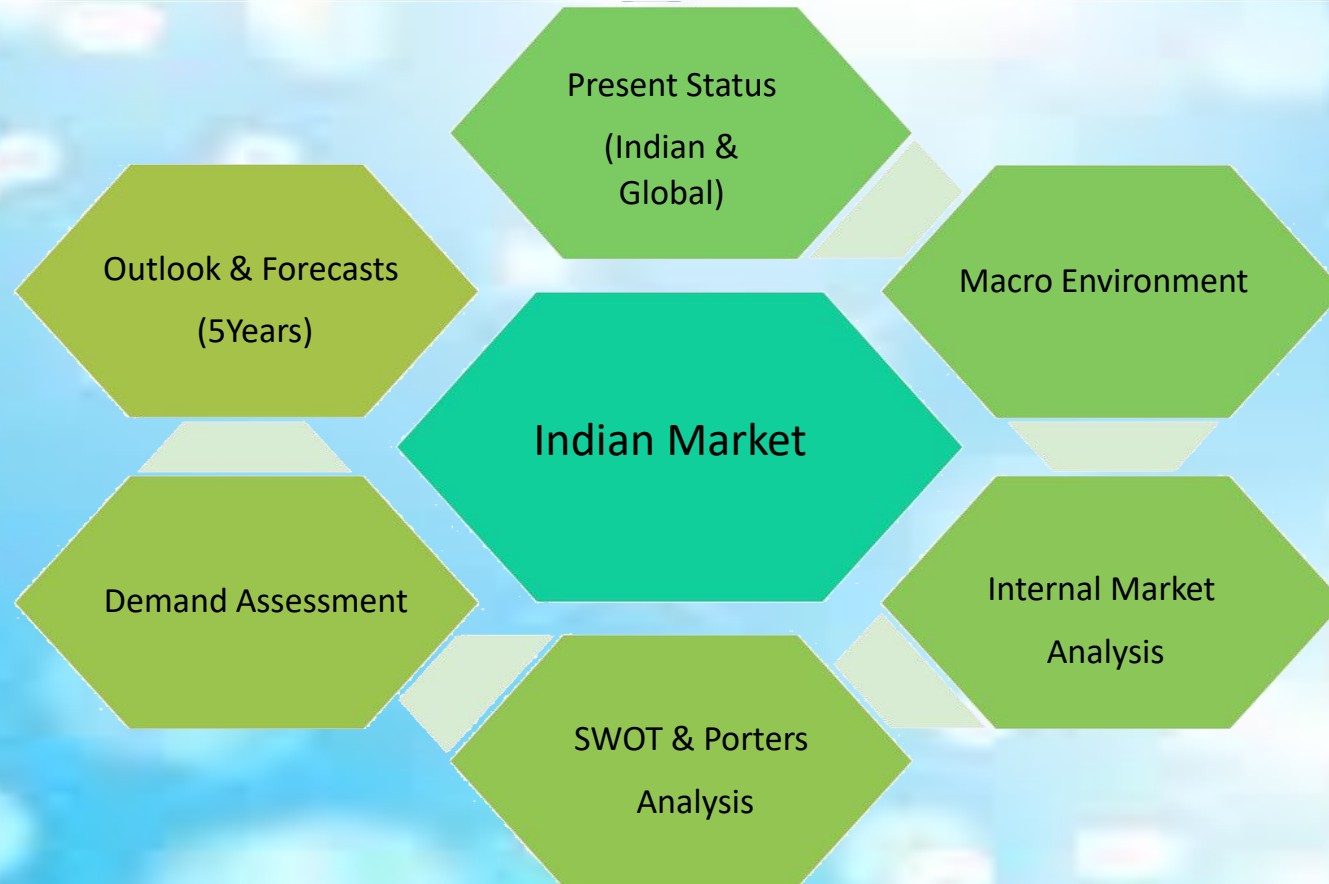 Present Status
(Indian &
Global)
Macro Environment
Internal Market
Analysis
SWOT & Porters
Analysis
Demand Assessment
Outlook & Forecasts
(5Years)
Indian Market